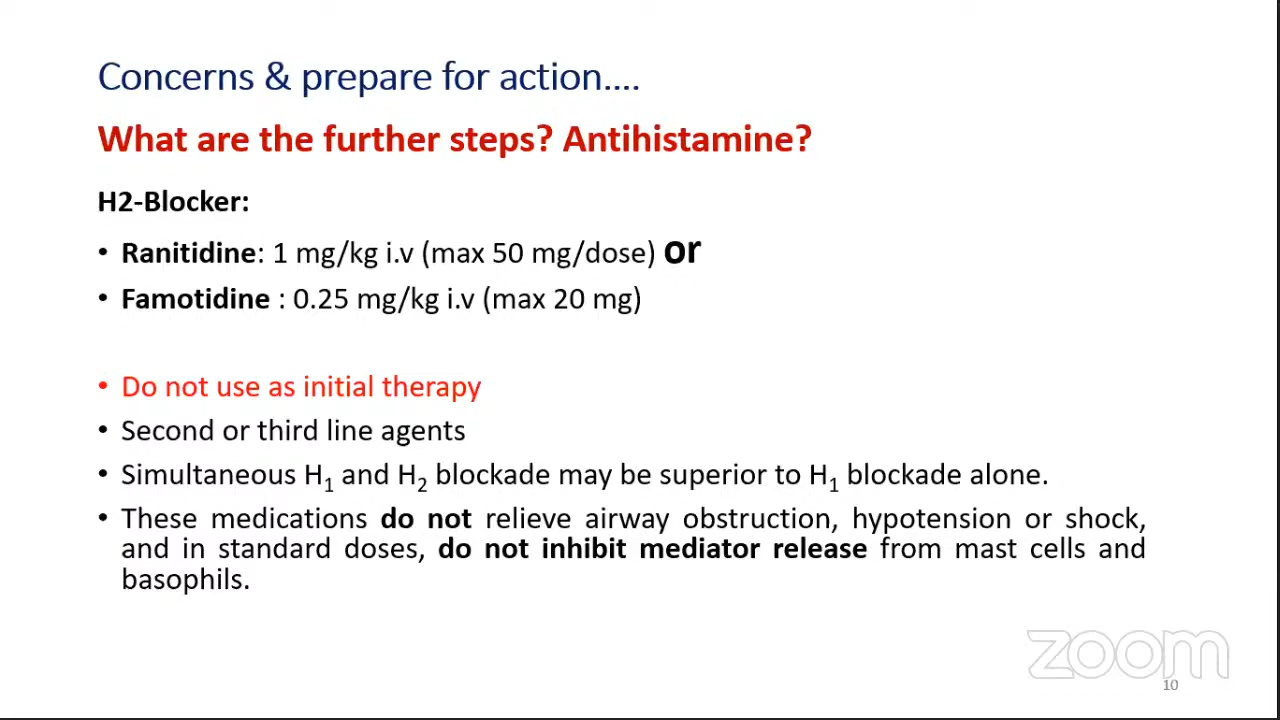 Concerns & prepare for action....
What are the further steps? Antihistamine?
H2-Blocker:
• Ranitidine: 1 mg/kg i.v (max 50 mg/dose) or
• Famotidine : 0.25 mg/kg i.v (max 20 mg)
• Do not use as initial therapy
• Second or third line agents
• Simultaneous H1 and H2 blockade may be superior to H1 blockade alone.
• These medications do not relieve airway obstruction, hypotension or shock,
and in standard doses, do not inhibit mediator release from mast cells and
basophils.
zoom
10